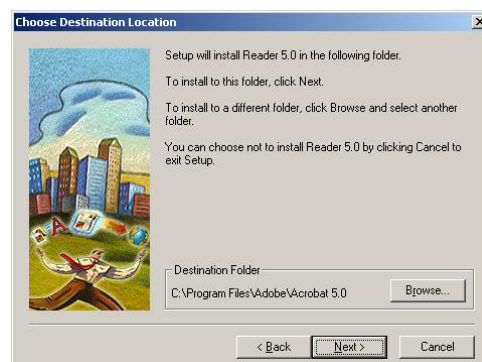 Choose Destination Location
Setup will install Reader 5.0 in the following folder.
To install to this folder, click Next.
To install to a different folder, click Browse and select another
folder.
You can choose not to install Reader 5.0 by clicking Cancel to
exit Setup.
Destination Folder
C:\Program Files\Adobe\Acrobat 5.0
Browse...
< Back
Next >
Cancel